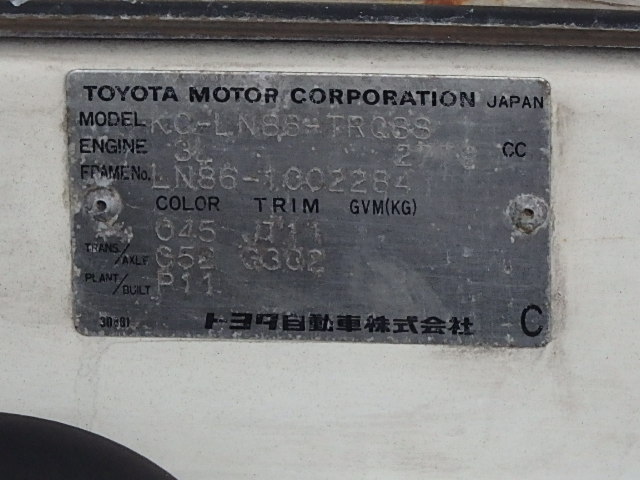 TOYOTA MOTOR CORPORATION JAPAN
MODEL KC-LN86-TRQSS
ENGINE 3L CC
FRAME No. LN86-1002284
COLOR TRIM GVM(KG)
045
TRANS./AXLE G52 G302
PLANT/BUILT P11
トヨタ自動車株式会社 C